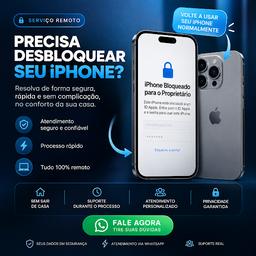 SERVIÇO REMOTO
PRECISA
DESBLOQUEAR
SEU iPHONE?
Resolva de forma segura,
rápida e sem complicação,
no conforto da sua casa.
Atendimento
seguro e confiável
Processo rápido
Tudo 100% remoto
VOLTE A USAR
SEU iPHONE
NORMALMENTE
iPhone Bloqueado
para o Proprietário
SEM SAIR
DE CASA
SUPORTE
DURANTE O PROCESSO
ATENDIMENTO
PERSONALIZADO
PRIVACIDADE
GARANTIDA
FALE AGORA
TIRE SUAS DÚVIDAS
SEUS DADOS EM SEGURANÇA
ATENDIMENTO VIA WHATSAPP
SUPORTE REAL